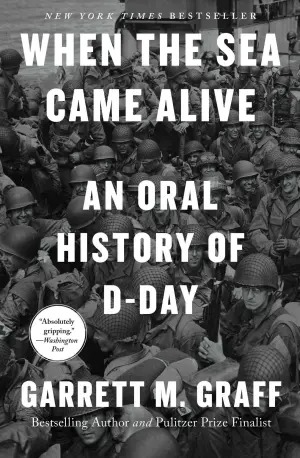 NEW YORK TIMES BESTSELLER
WHEN THE SEA
CAME ALIVE
AN ORAL
HISTORY OF
D-DAY
"Absolutely
gripping."
—Washington
Post
GARRETT M. GRAFF
Bestselling Author and Pulitzer Prize Finalist